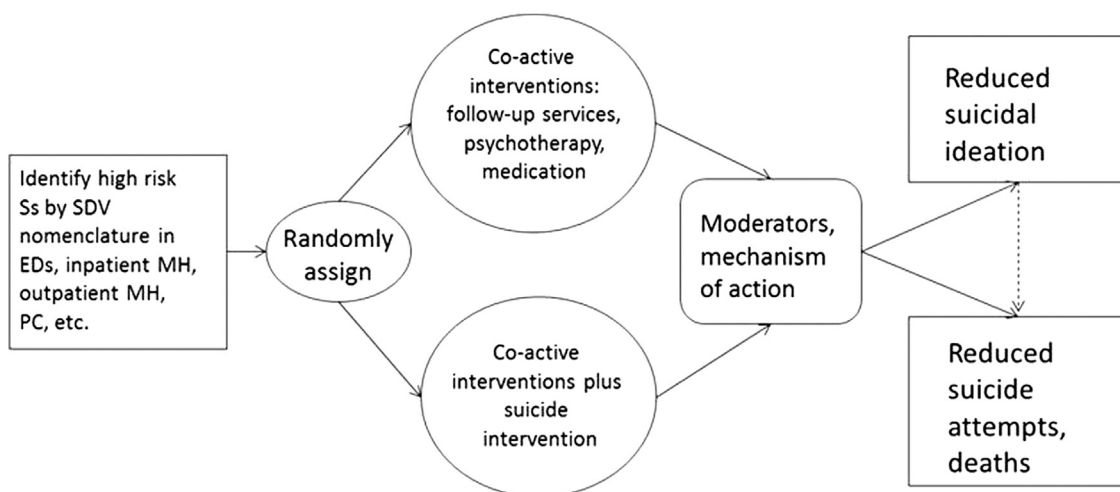 Identify high risk
Ss by SDV
nomenclature in
EDs, inpatient MH,
outpatient MH,
PC, etc.
Randomly
assign
Co-active
interventions:
follow-up services,
psychotherapy,
medication
Co-active
interventions plus
suicide
intervention
Moderators,
mechanism
of action
Reduced
suicidal
ideation
Reduced
suicide
attempts,
deaths